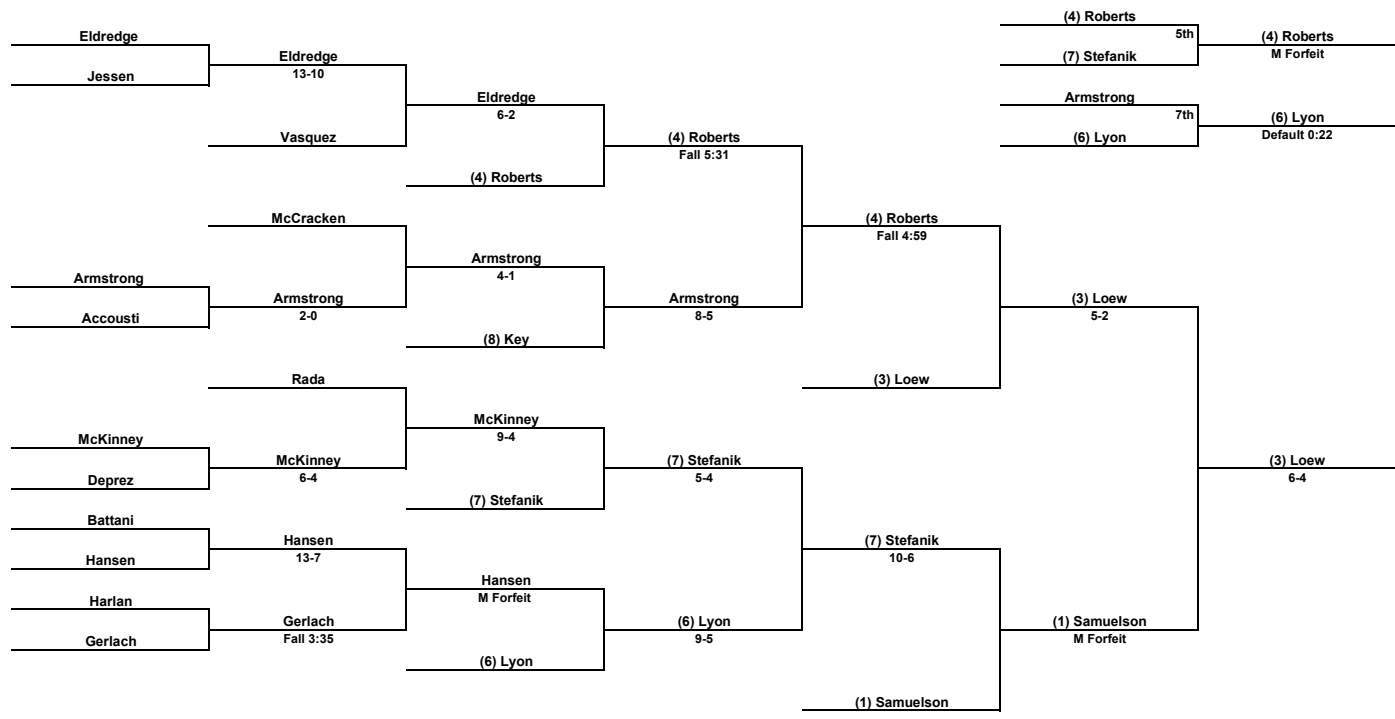 (4) Roberts
5th
(4) Roberts
M Forfeit
(7) Stefanik
Armstrong
7th
(6) Lyon
Default 0:22
(6) Lyon
Eldredge
Jessen
Eldredge
13-10
Vasquez
Eldredge
6-2
(4) Roberts
(4) Roberts
Fall 5:31
McCracken
Armstrong
Accousti
Armstrong
2-0
Armstrong
4-1
(8) Key
Armstrong
8-5
(4) Roberts
Fall 4:59
(3) Loew
(3) Loew
5-2
Rada
McKinney
Deprez
McKinney
6-4
McKinney
9-4
(7) Stefanik
(7) Stefanik
5-4
Battani
Hansen
Hansen
13-7
Harlan
Gerlach
Gerlach
Fall 3:35
Hansen
M Forfeit
(6) Lyon
(6) Lyon
9-5
(7) Stefanik
10-6
(1) Samuelson
(1) Samuelson
M Forfeit
(3) Loew
6-4